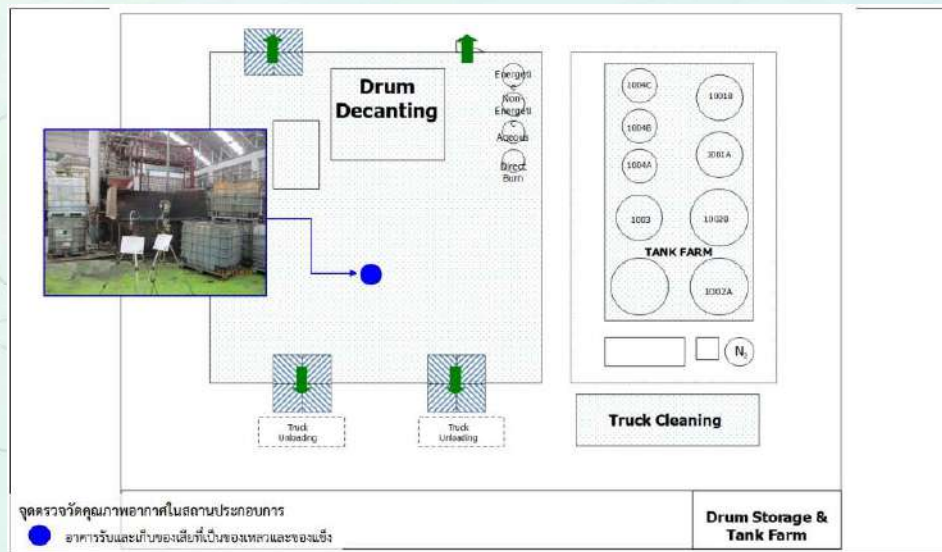 Drum
Decanting
Energeti
c
Non-
Energeti
c
Aqeous
Direct
Burn
1004C
1001B
1004B
1001A
1004A
1003
1002B
TANK FARM
1002A
N2
Truck
Unloading
Truck
Unloading
Truck Cleaning
จุดตรวจวัดคุณภาพอากาศในสถานประกอบการ
อาคารรับและเก็บของเสียที่เป็นของเหลวและของแข็ง
Drum Storage &
Tank Farm